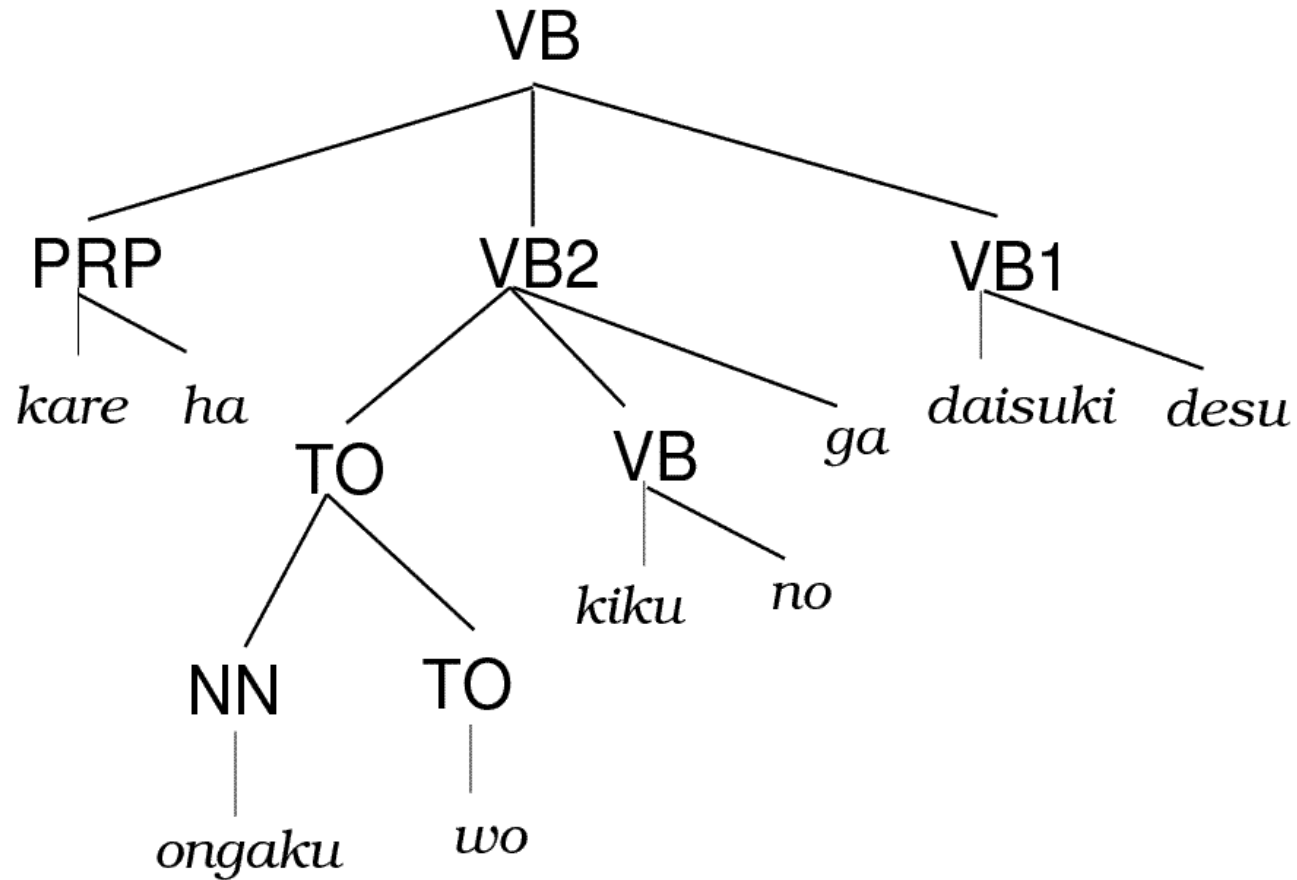 VB
PRP VB2 VB1
kare ha daisuki desu
TO VB ga
kiku no
NN TO
ongaku wo